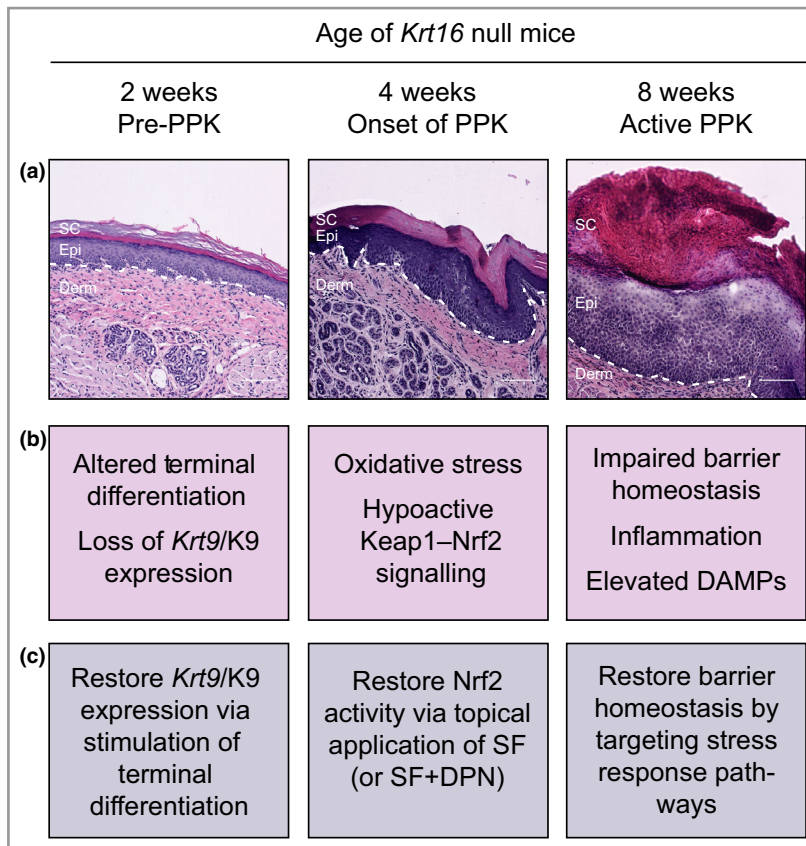 Age of Krt16 null mice
2 weeks
Pre-PPK
4 weeks
Onset of PPK
8 weeks
Active PPK
(a)
SC
Epi
Derm
SC
Epi
Derm
SC
Epi
Derm
(b)
Altered terminal
differentiation
Loss of Krt9/K9
expression
Oxidative stress
Hypoactive
Keap1–Nrf2
signalling
Impaired barrier
homeostasis
Inflammation
Elevated DAMPs
(c)
Restore Krt9/K9
expression via
stimulation of
terminal
differentiation
Restore Nrf2
activity via topical
application of SF
(or SF+DPN)
Restore barrier
homeostasis by
targeting stress
response path-
ways